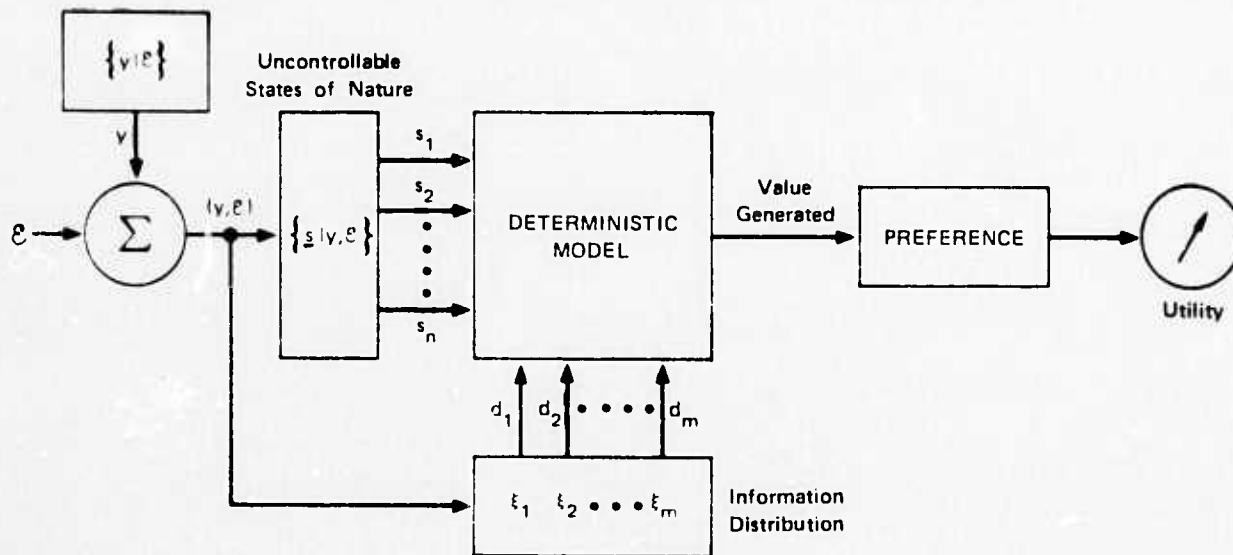 {y|ℰ}
Uncontrollable
States of Nature
y
ℰ
Σ
(y,ℰ)
{s|y,ℰ}
s₁
s₂
sₙ
DETERMINISTIC
MODEL
Value
Generated
PREFERENCE
Utility
d₁ d₂ • • • • dₘ
ξ₁ ξ₂ • • • ξₘ
Information
Distribution